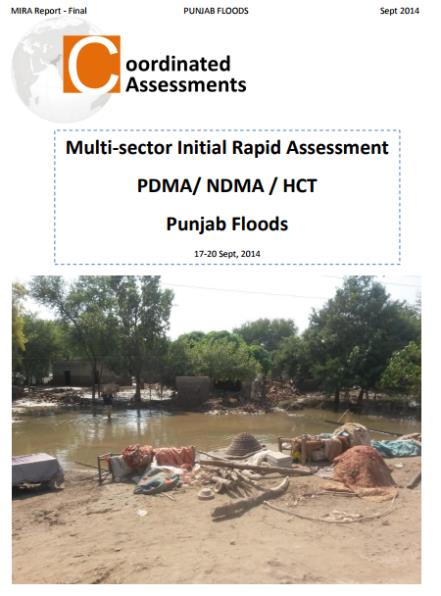 MIRA Report - Final PUNJAB FLOODS Sept 2014
Coordinated
Assessments
Multi-sector Initial Rapid Assessment
PDMA/ NDMA / HCT
Punjab Floods
17-20 Sept, 2014